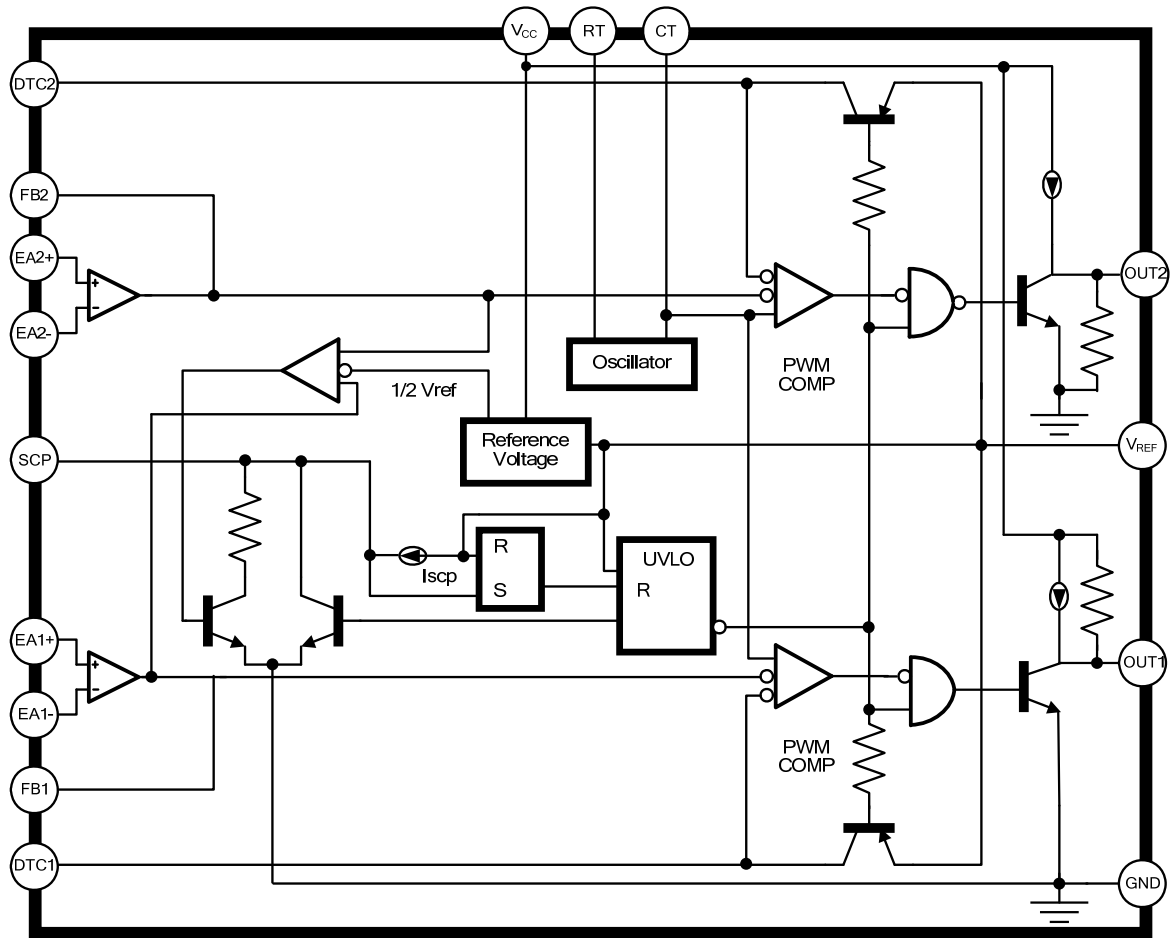 VCC
RT
CT
DTC2
FB2
EA2+
+
-
EA2-
OUT2
Oscillator
PWM
COMP
1/2 Vref
Reference
Voltage
VREF
SCP
Iscp
R
S
UVLO
R
EA1+
+
-
EA1-
OUT1
PWM
COMP
FB1
DTC1
GND